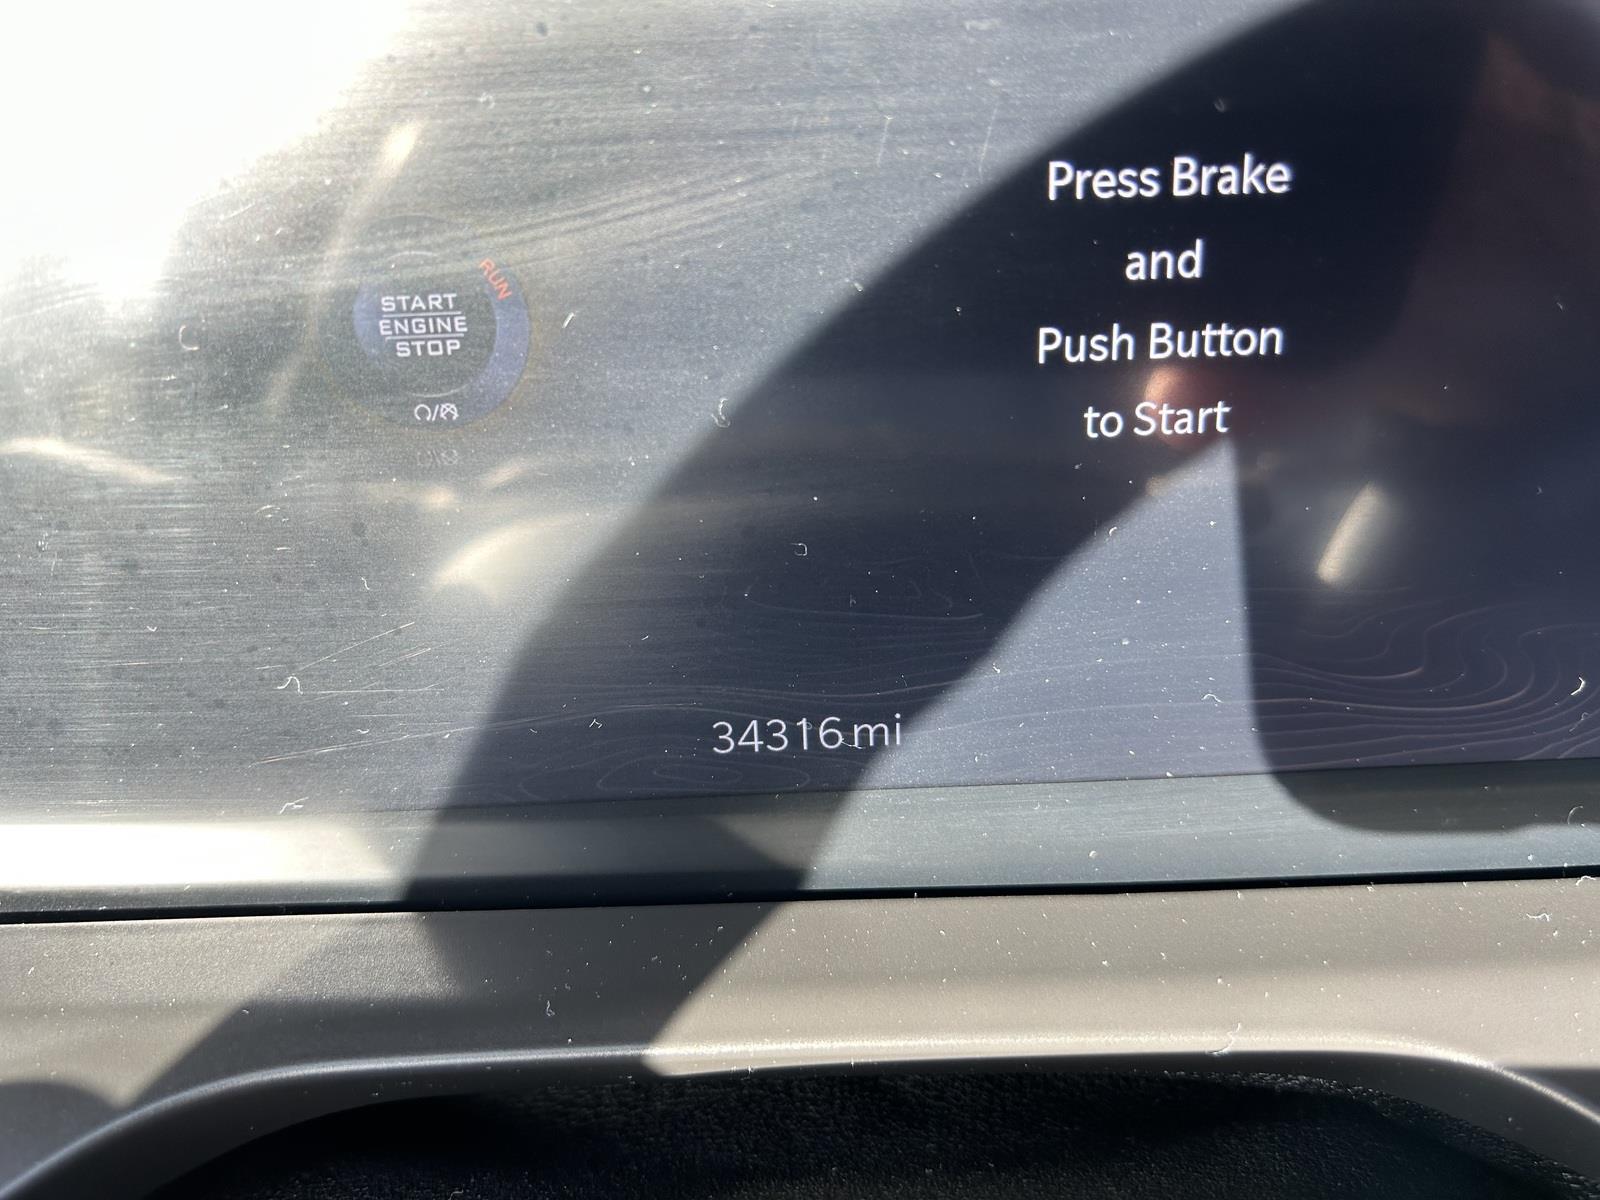 Press Brake
and
Push Button
to Start
RUN
START
ENGINE
STOP
34316 mi